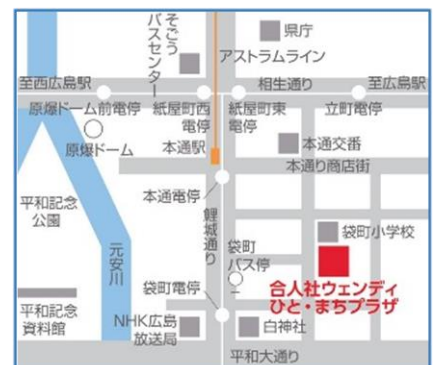 県庁
そごう
バスセンター
アストラムライン
至西広島駅
相生通り
至広島駅
原爆ドーム前電停
紙屋町西
電停
紙屋町東
電停
立町電停
原爆ドーム
本通駅
本通交番
本通り商店街
本通電停
平和記念
公園
鯉城通り
袋町小学校
元安川
袋町
バス停
合人社ウェンディ
ひと・まちプラザ
袋町電停
平和記念
資料館
NHK広島
放送局
白神社
平和大通り